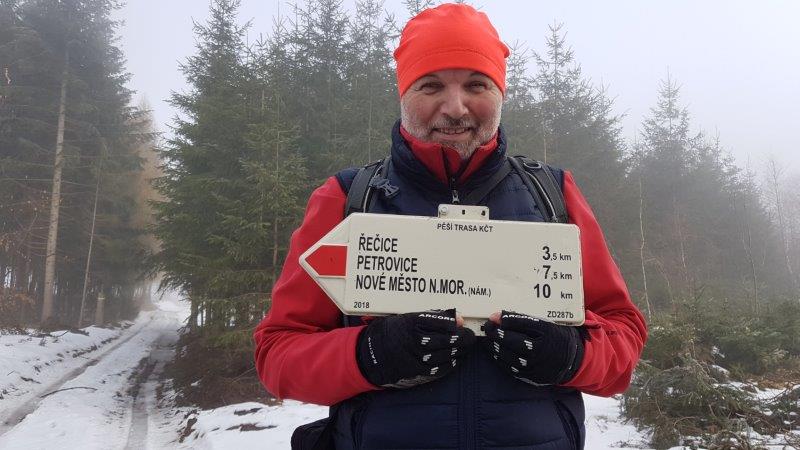 PĚŠÍ TRASA KČT
ŘEČICE 3,5 km
PETROVICE 7,5 km
NOVÉ MĚSTO N.MOR. (NÁM.) 10 km
2018 ZD287b
ARCORE
ARCORE